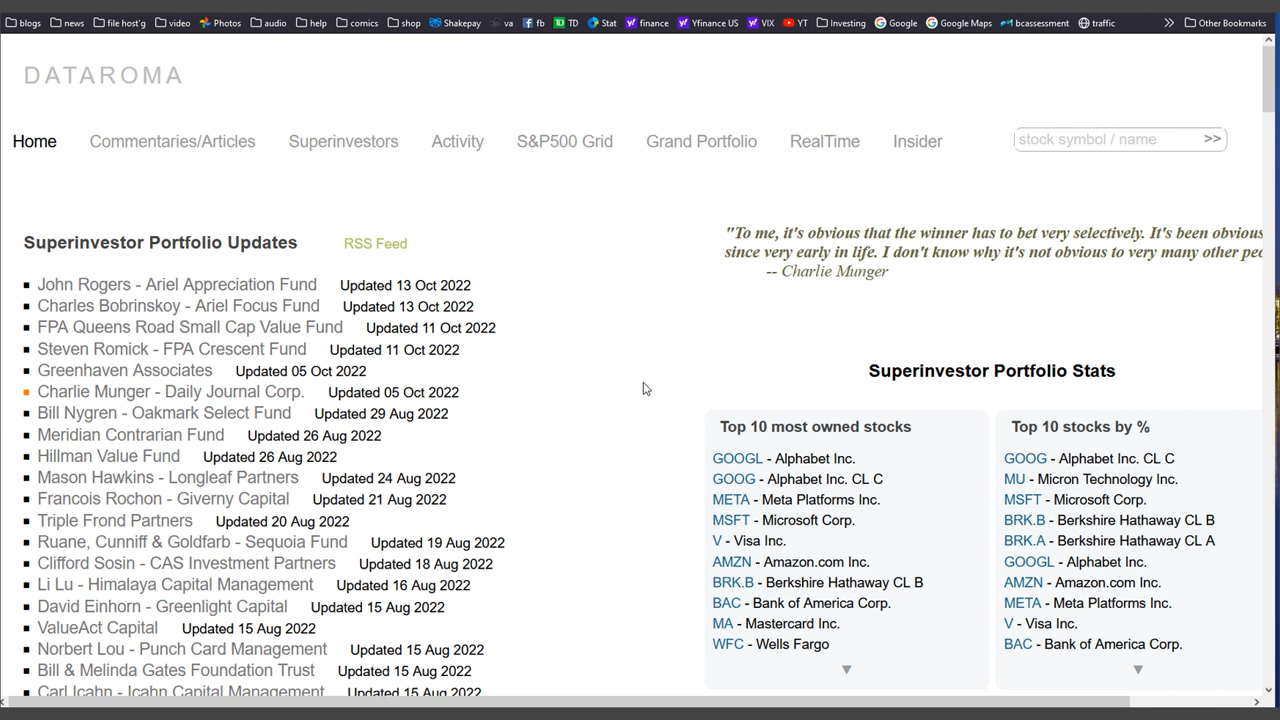 blogs news file host'g video Photos audio help comics shop Shakepay va fb TD Stat finance Yfinance US VIX YT Investing Google Google Maps bcassessment traffic >> Other Bookmarks
DATAROMA
Home Commentaries/Articles Superinvestors Activity S&P500 Grid Grand Portfolio RealTime Insider stock symbol / name >>
Superinvestor Portfolio Updates RSS Feed
John Rogers - Ariel Appreciation Fund Updated 13 Oct 2022
Charles Bobrinskoy - Ariel Focus Fund Updated 13 Oct 2022
FPA Queens Road Small Cap Value Fund Updated 11 Oct 2022
Steven Romick - FPA Crescent Fund Updated 11 Oct 2022
Greenhaven Associates Updated 05 Oct 2022
Charlie Munger - Daily Journal Corp. Updated 05 Oct 2022
Bill Nygren - Oakmark Select Fund Updated 29 Aug 2022
Meridian Contrarian Fund Updated 26 Aug 2022
Hillman Value Fund Updated 26 Aug 2022
Mason Hawkins - Longleaf Partners Updated 24 Aug 2022
Francois Rochon - Giverny Capital Updated 21 Aug 2022
Triple Frond Partners Updated 20 Aug 2022
Ruane, Cunniff & Goldfarb - Sequoia Fund Updated 19 Aug 2022
Clifford Sosin - CAS Investment Partners Updated 18 Aug 2022
Li Lu - Himalaya Capital Management Updated 16 Aug 2022
David Einhorn - Greenlight Capital Updated 15 Aug 2022
ValueAct Capital Updated 15 Aug 2022
Norbert Lou - Punch Card Management Updated 15 Aug 2022
Bill & Melinda Gates Foundation Trust Updated 15 Aug 2022
Carl Icahn - Icahn Capital Management Updated 15 Aug 2022
"To me, it's obvious that the winner has to bet very selectively. It's been obvious
since very early in life. I don't know why it's not obvious to very many other
-- Charlie Munger
Superinvestor Portfolio Stats
Top 10 most owned stocks
GOOGL - Alphabet Inc.
GOOG - Alphabet Inc. CL C
META - Meta Platforms Inc.
MSFT - Microsoft Corp.
V - Visa Inc.
AMZN - Amazon.com Inc.
BRK.B - Berkshire Hathaway CL B
BAC - Bank of America Corp.
MA - Mastercard Inc.
WFC - Wells Fargo
Top 10 stocks by %
GOOG - Alphabet Inc. CL C
MU - Micron Technology Inc.
MSFT - Microsoft Corp.
BRK.B - Berkshire Hathaway CL B
BRK.A - Berkshire Hathaway CL A
GOOGL - Alphabet Inc.
AMZN - Amazon.com Inc.
META - Meta Platforms Inc.
V - Visa Inc.
BAC - Bank of America Corp.